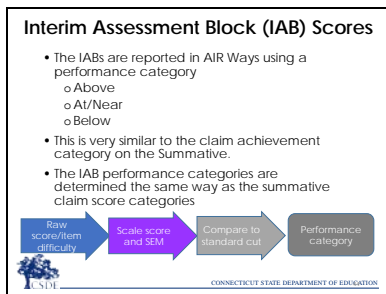 Interim Assessment Block (IAB) Scores
• The IABs are reported in AIR Ways using a
performance category
o Above
o At/Near
o Below
• This is very similar to the claim achievement
category on the Summative.
• The IAB performance categories are
determined the same way as the summative
claim score categories
Raw
score/item
difficulty
Scale score
and SEM
Compare to
standard cut
Performance
category
CSDE
CONNECTICUT STATE DEPARTMENT OF EDUCATION